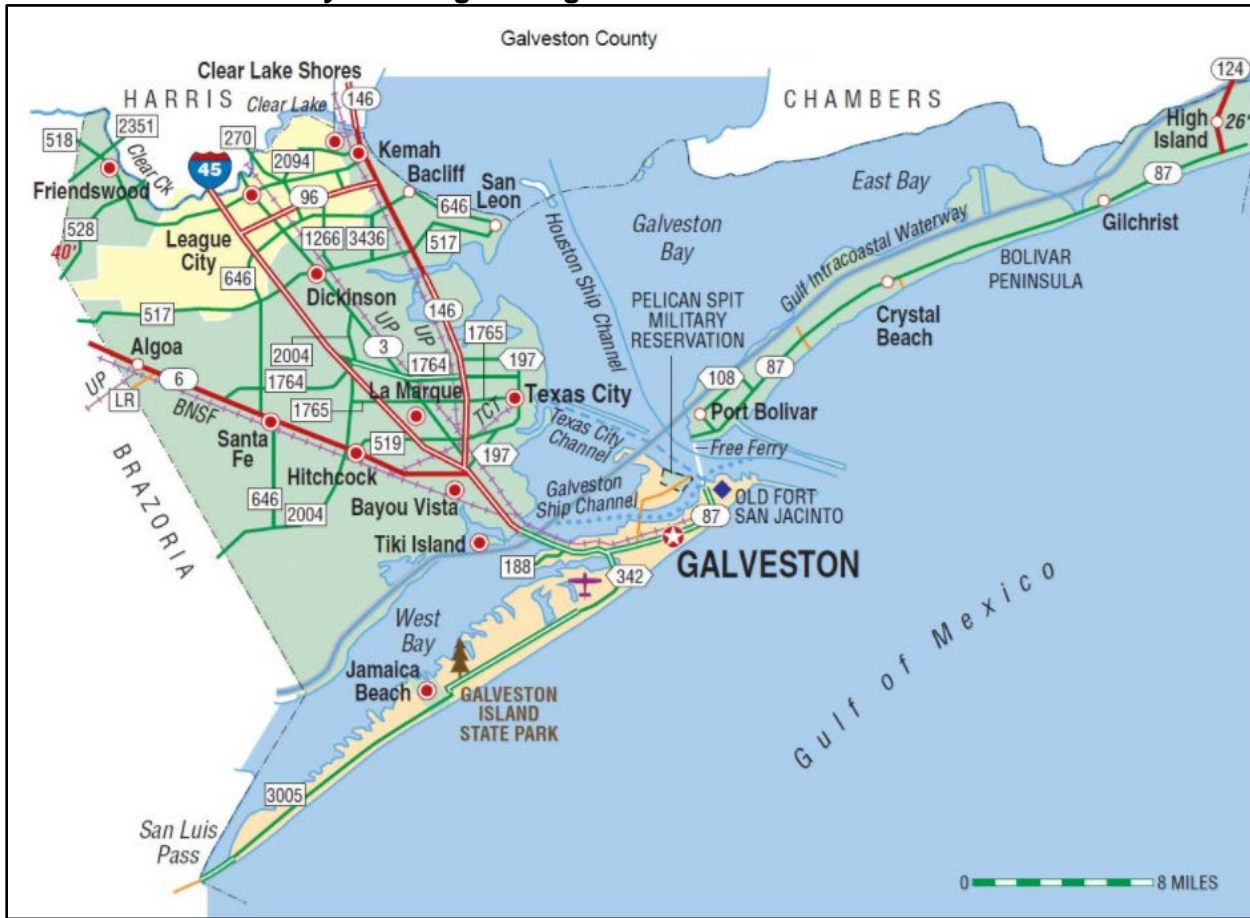 Galveston County
Clear Lake Shores
HARRIS
Clear Lake
146
CHAMBERS
124
High
Island
26'
518
2351
270
2094
Kemah
Bacliff
San
Leon
Clear Ck
45
Friendswood
96
646
East Bay
87
Gilchrist
528
40'
League
City
1266
3436
517
Houston Ship Channel
Galveston
Bay
Gulf Intracoastal Waterway
BOLIVAR
PENINSULA
646
Dickinson
UP
UP
146
PELICAN SPIT
MILITARY
RESERVATION
Crystal
Beach
517
2004
3
1764
1765
197
Algoa
6
1764
La Marque
108
87
UP
LR
BNSF
1765
TCT
Texas City
Port Bolivar
Santa
Fe
519
197
Texas City
Channel
Free Ferry
Hitchcock
BRAZORIA
646
2004
Bayou Vista
Galveston
Ship Channel
OLD FORT
SAN JACINTO
87
Tiki Island
188
342
GALVESTON
West
Bay
Jamaica
Beach
GALVESTON
ISLAND
STATE PARK
Gulf of Mexico
3005
San Luis
Pass
0
8 MILES